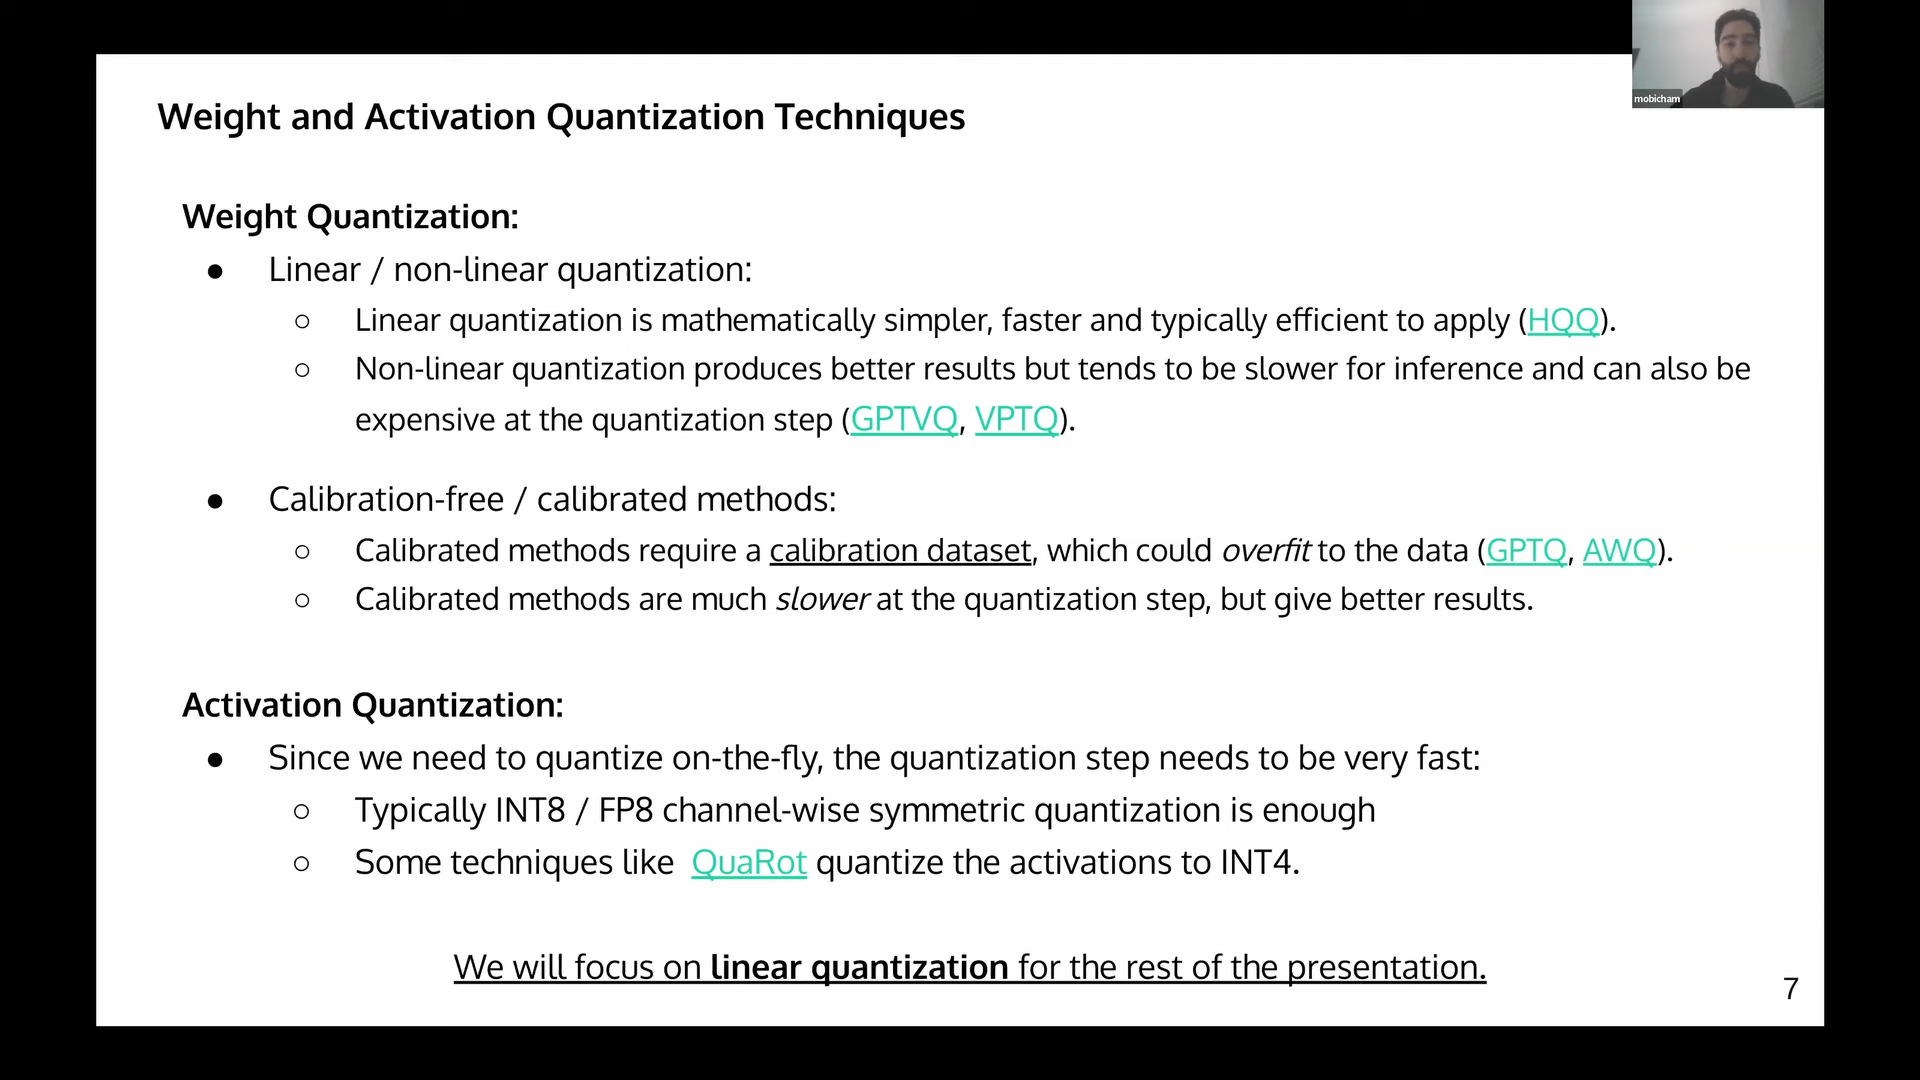 mobicham
Weight and Activation Quantization Techniques
Weight Quantization:
● Linear / non-linear quantization:
○ Linear quantization is mathematically simpler, faster and typically efficient to apply (HQQ).
○ Non-linear quantization produces better results but tends to be slower for inference and can also be
expensive at the quantization step (GPTVQ, VPTQ).
● Calibration-free / calibrated methods:
○ Calibrated methods require a calibration dataset, which could overfit to the data (GPTQ, AWQ).
○ Calibrated methods are much slower at the quantization step, but give better results.
Activation Quantization:
● Since we need to quantize on-the-fly, the quantization step needs to be very fast:
○ Typically INT8 / FP8 channel-wise symmetric quantization is enough
○ Some techniques like QuaRot quantize the activations to INT4.
We will focus on linear quantization for the rest of the presentation.
7